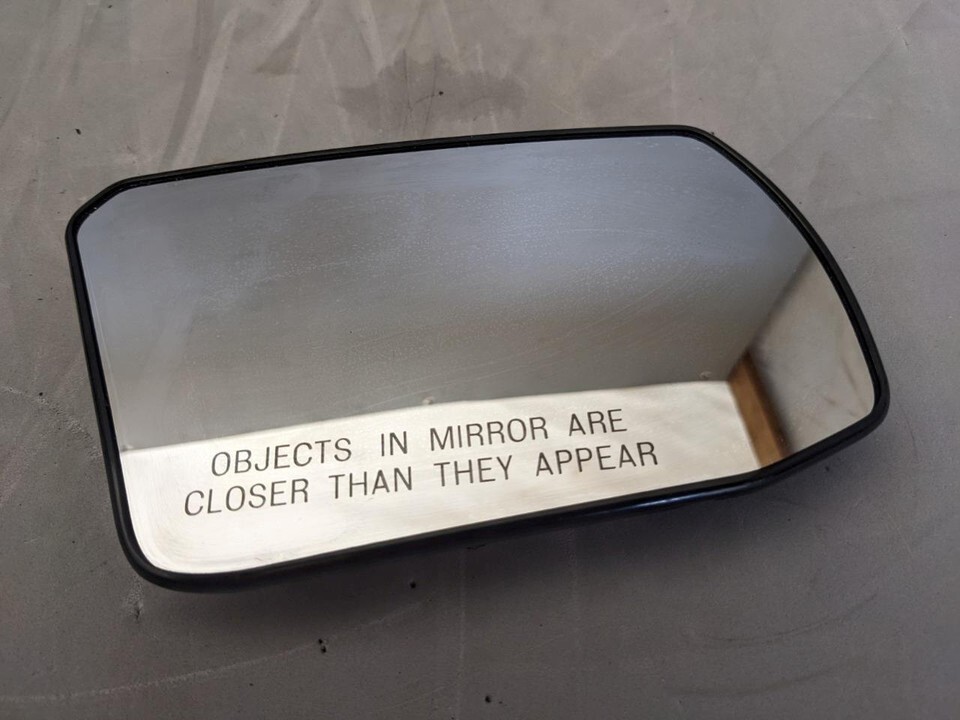 OBJECTS IN MIRROR ARE
CLOSER THAN THEY APPEAR